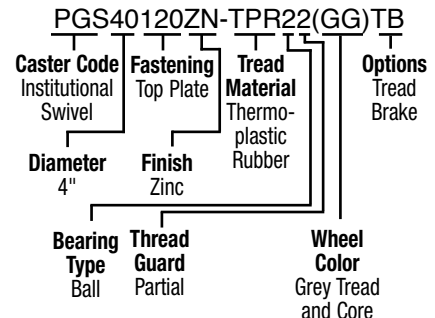 PGS40120ZN-TPR22(GG)TB
Caster Code
Institutional
Swivel
Fastening
Top Plate
Tread
Material
Thermo-
plastic
Rubber
Options
Tread
Brake
Diameter
4"
Finish
Zinc
Bearing
Type
Ball
Thread
Guard
Partial
Wheel
Color
Grey Tread
and Core